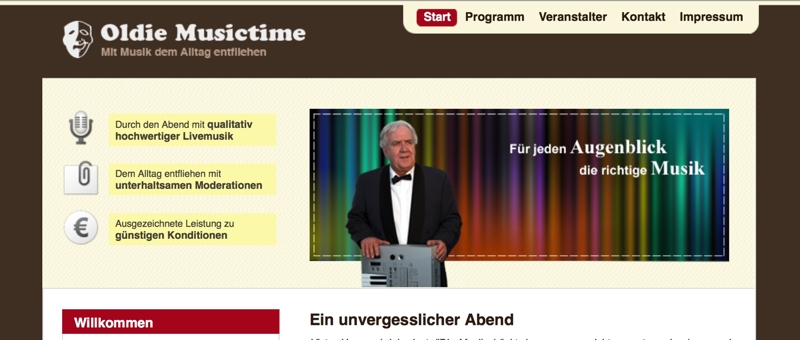 Start Programm Veranstalter Kontakt Impressum
Oldie Musictime
Mit Musik dem Alltag entfliehen
Durch den Abend mit qualitativ
hochwertiger Livemusik
Dem Alltag entfliehen mit
unterhaltsamen Moderationen
€
Ausgezeichnete Leistung zu
günstigen Konditionen
Für jeden Augenblick
die richtige Musik
Willkommen
Ein unvergesslicher Abend